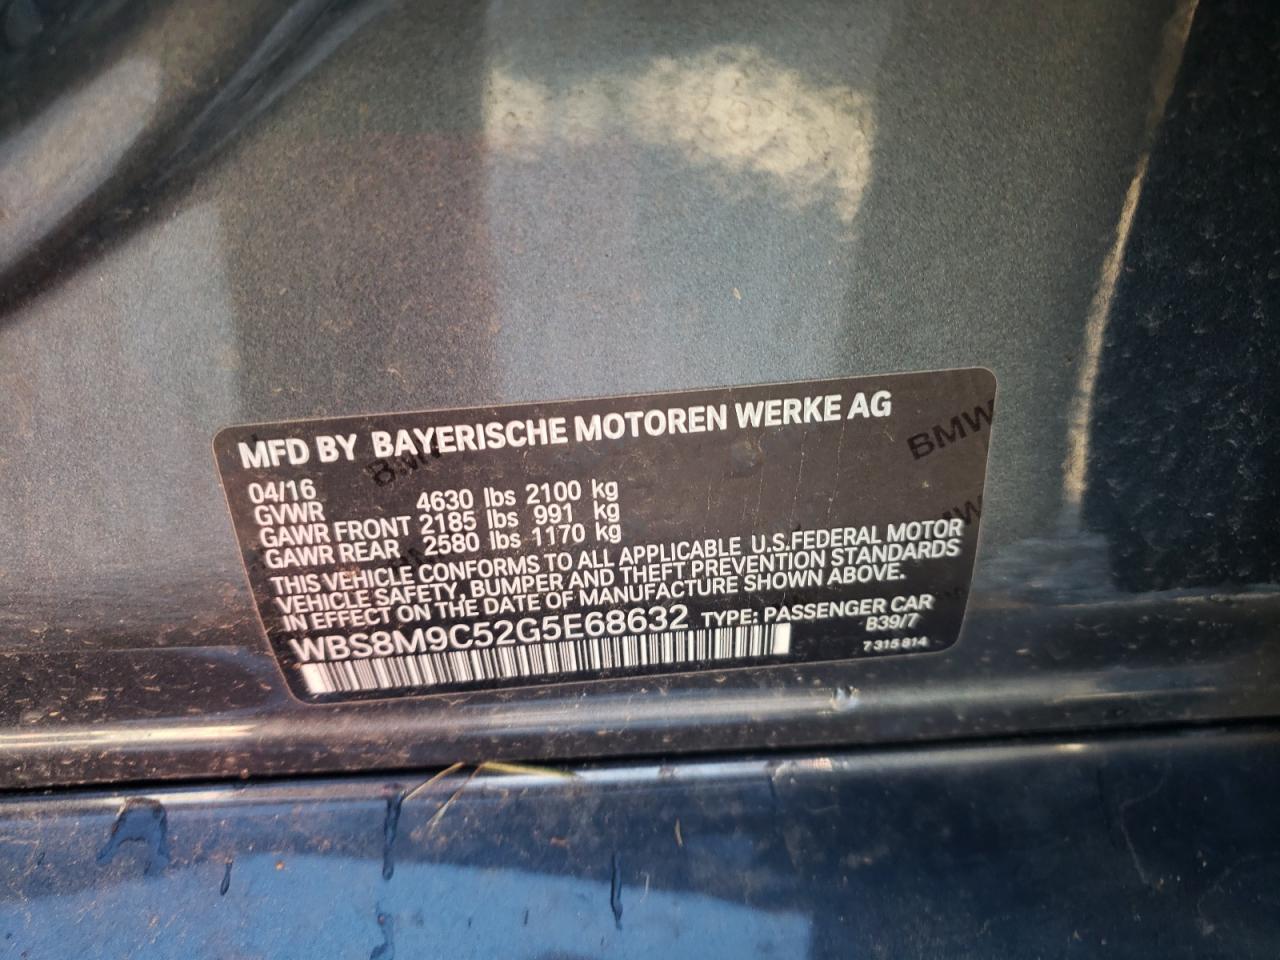 MFD BY BAYERISCHE MOTOREN WERKE AG
04/16
GVWR 4630 lbs 2100 kg
GAWR FRONT 2185 lbs 991 kg
GAWR REAR 2580 lbs 1170 kg
THIS VEHICLE CONFORMS TO ALL APPLICABLE U.S.FEDERAL MOTOR
VEHICLE SAFETY, BUMPER AND THEFT PREVENTION STANDARDS
IN EFFECT ON THE DATE OF MANUFACTURE SHOWN ABOVE.
WBS8M9C52G5E68632 TYPE: PASSENGER CAR
B39/7
7 315 814
BMW
BMW
BMW